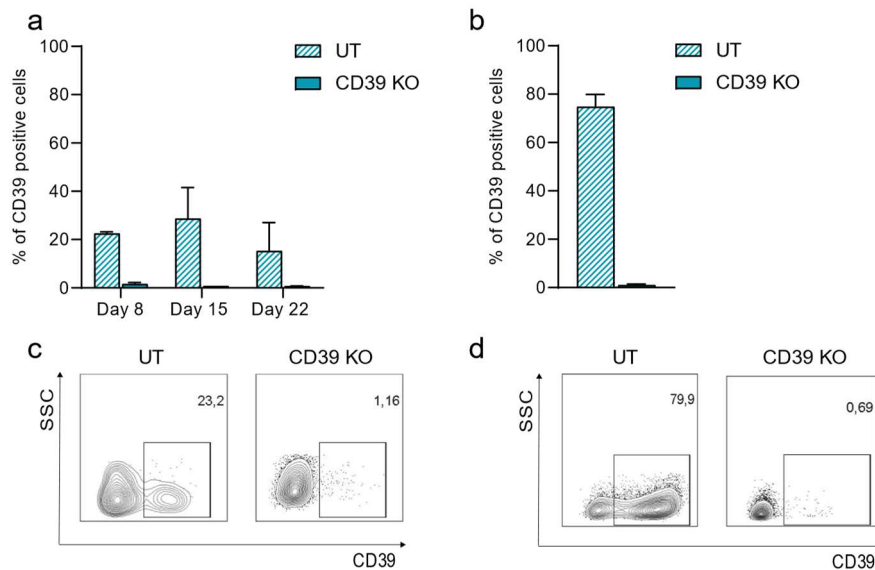 a
% of CD39 positive cells
100
80
60
40
20
0
Day 8 Day 15 Day 22
UT
CD39 KO
b
% of CD39 positive cells
100
80
60
40
20
0
UT
CD39 KO
c
UT CD39 KO
SSC
23,2
1,16
CD39
d
UT CD39 KO
SSC
79,9
0,69
CD39